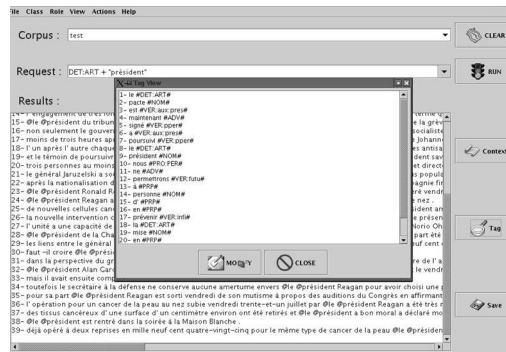 File Class Role View Actions Help
Corpus : test
CLEAR
Request : DET:ART + "président"
RUN
Results :
Tag View
1- le #DET:ART#
2- pacte #NOM#
3- est #VER:aux:pres#
4- maintenant #ADV#
5- signé #VER:pper#
6- a #VER:aux:pres#
7- poursuivi #VER:pper#
8- le #DET:ART#
9- président #NOM#
10- nous #PRO:PER#
11- ne #ADV#
12- permettrons #VER:futu#
13- à #PRP#
14- personne #NOM#
15- d' #PRP#
16- en #PRP#
17- prévenir #VER:infi#
18- la #DET:ART#
19- mise #NOM#
20- en #PRP#
MODIFY
CLOSE
Context
Tag
Save
15- @le @président du tribun
16- non seulement le gouver
17- moins de trois heures apr
18- l' un après l' autre chaque
19- et le témoin de poursuivr
20- trois personnes au moins
21- le général Jaruzelski a so
22- après la nationalisation d
23- @le @président Ronald R
24- @le @président Reagan a
25- de nouvelles cellules canc
26- la nouvelle intervention c
27- l' unité a une capacité de
28- @le @président de la Cha
29- les liens entre le général
30- faut -il croire @le @prési
31- dans la perspective du gr
32- @le @président Alan Gar
33- mais il avait ensuite comp
34- toutefois le secrétaire à la défense ne conserve aucune amertume envers @le @président Reagan pour avoir choisi une p
35- pour sa part @le @président Reagan est sorti vendredi de son mutisme à propos des auditions du Congrès en affirmant
36- l' opération pour un cancer de la peau au nez subie vendredi trente-et-un juillet par @le @président Reagan a été très r
37- des tissus cancéreux d' une surface d' un centimètre environ ont été retirés et @le @président a bon moral a déclaré mo
38- @le @président est rentré dans la soirée à la Maison Blanche .
39- déjà opéré à deux reprises en mille neuf cent quatre-vingt-cinq pour le même type de cancer de la peau @le @présiden